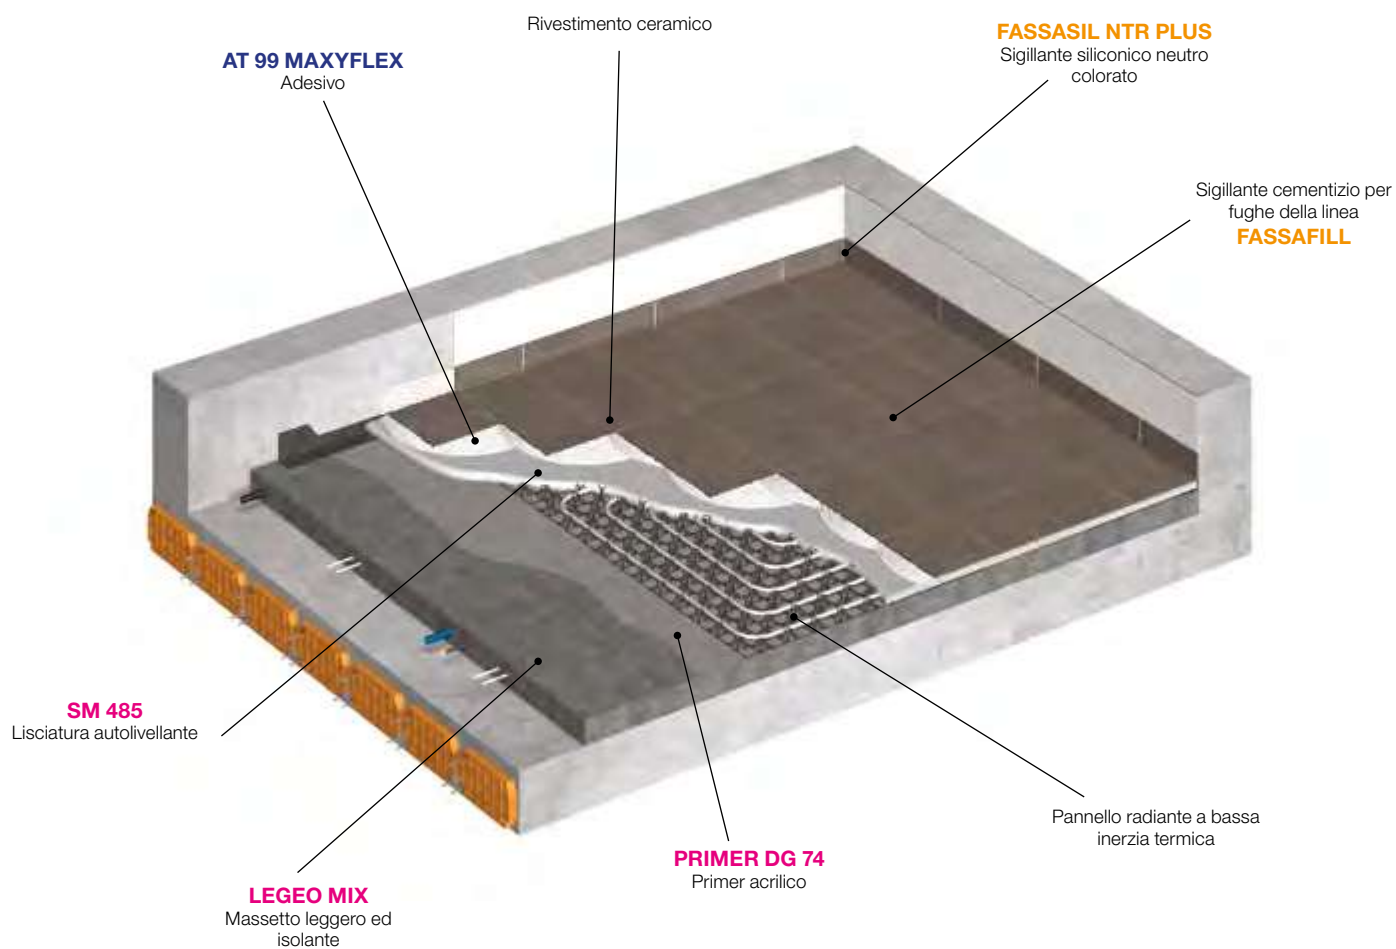 Rivestimento ceramico
AT 99 MAXYFLEX
Adesivo
FASSASIL NTR PLUS
Sigillante siliconico neutro
colorato
Sigillante cementizio per
fughe della linea
FASSAFILL
SM 485
Lisciatura autolivellante
LEGEO MIX
Massetto leggero ed
isolante
PRIMER DG 74
Primer acrilico
Pannello radiante a bassa
inerzia termica